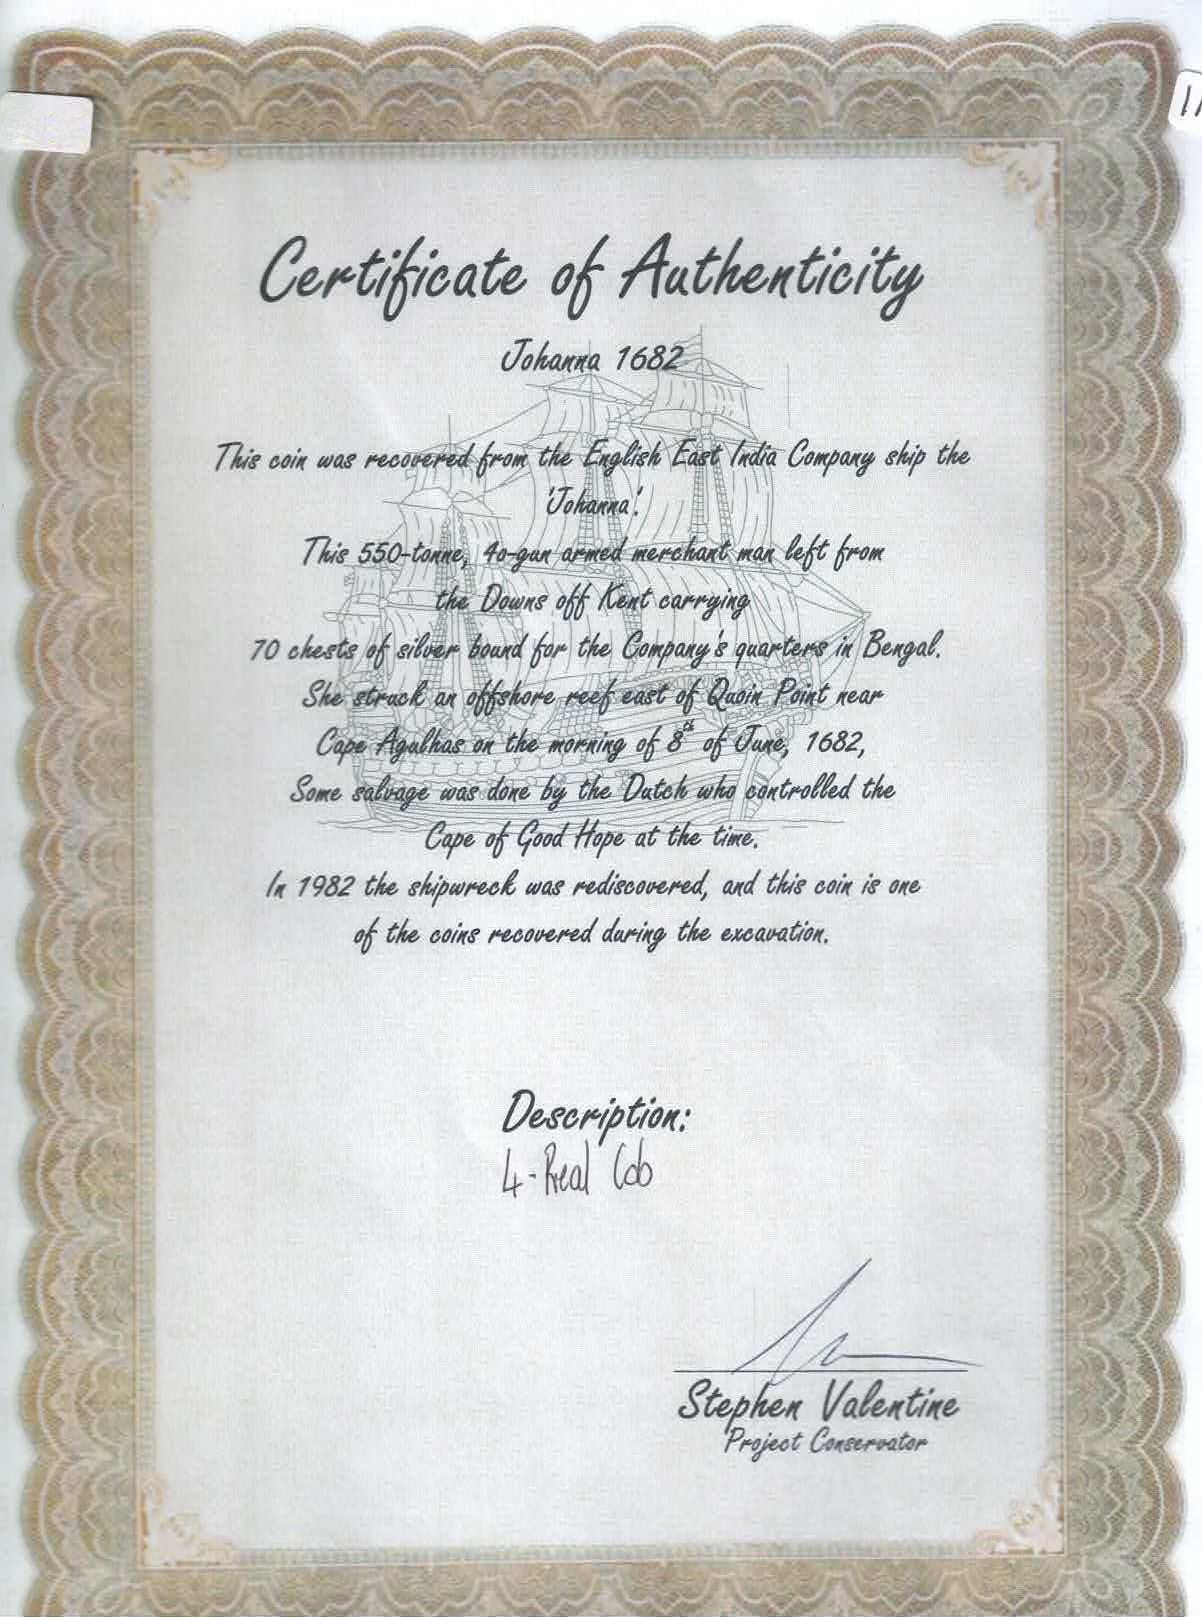 Certificate of Authenticity
Johanna 1682
This coin was recovered from the English East India Company ship the
'Johanna'.
This 550-tonne, 40-gun armed merchant man left from
the Downs off Kent carrying
70 chests of silver bound for the Company's quarters in Bengal.
She struck an offshore reef east of Quoin Point near
Cape Agulhas on the morning of 8th of June, 1682,
Some salvage was done by the Dutch who controlled the
Cape of Good Hope at the time.
In 1982 the shipwreck was rediscovered, and this coin is one
of the coins recovered during the excavation.
Description:
4-Real Cob
Stephen Valentine
Project Conservator